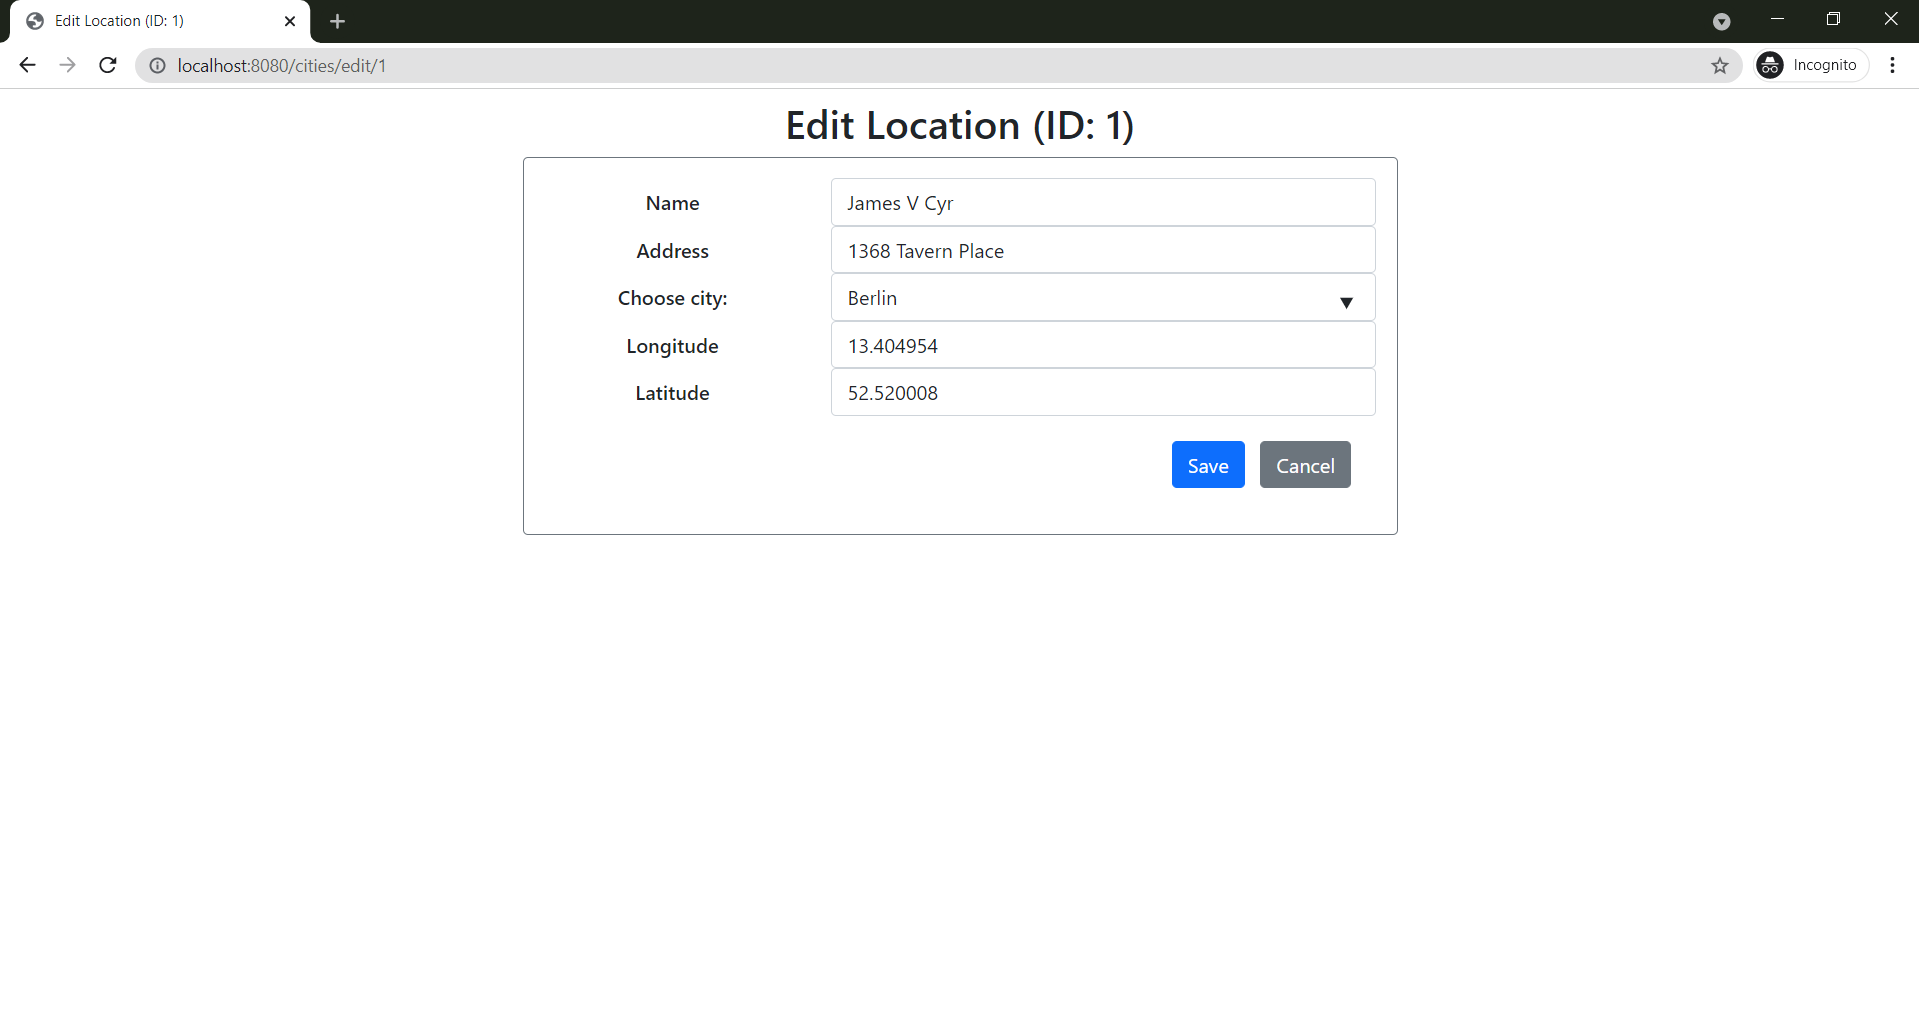 Edit Location (ID: 1)
localhost:8080/cities/edit/1
Incognito
Edit Location (ID: 1)
Name James V Cyr
Address 1368 Tavern Place
Choose city: Berlin
Longitude 13.404954
Latitude 52.520008
Save Cancel